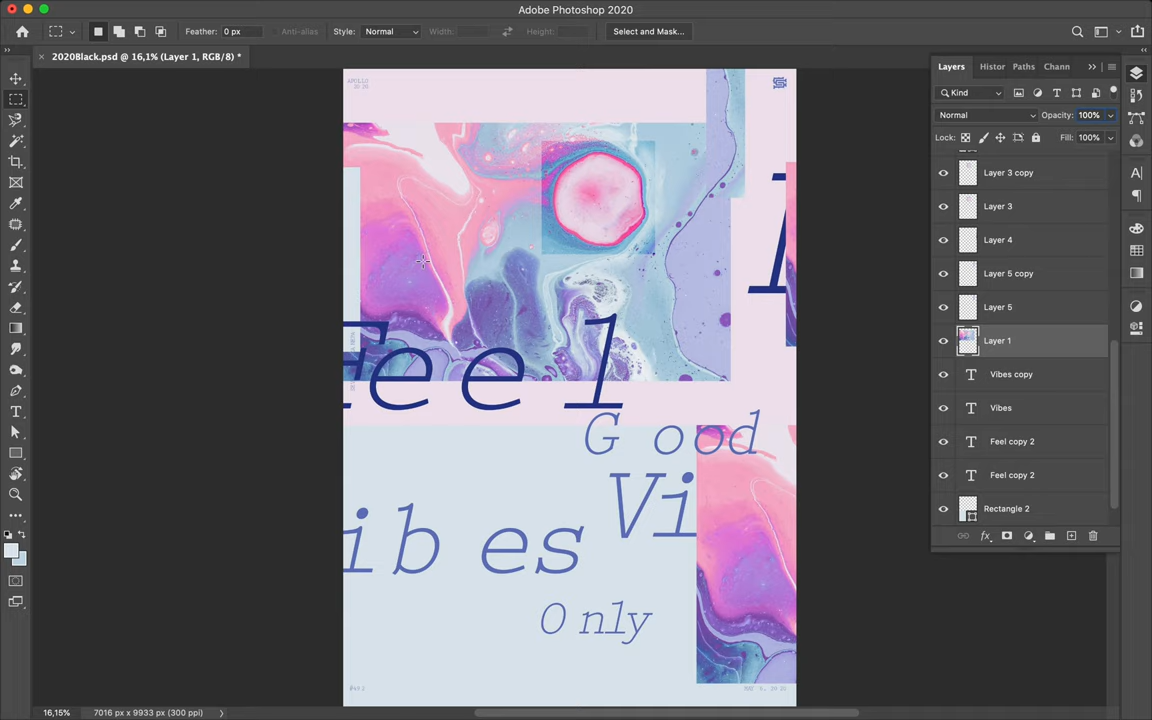 Adobe Photoshop 2020
Feather: 0 px
Anti-alias
Style: Normal
Width:
Height:
Select and Mask...
2020Black.psd @ 16,1% (Layer 1, RGB/8) *
Layers
Histor
Paths
Chann
Kind
Normal
Opacity: 100%
Lock:
Fill: 100%
Layer 3 copy
Layer 3
Layer 4
Layer 5 copy
Layer 5
Layer 1
Vibes copy
Vibes
Feel copy 2
Feel copy 2
Rectangle 2
APOLLO
20 20
Feel
G ood
Vi
ib es
O nly
16,15%
7016 px x 9933 px (300 ppi)